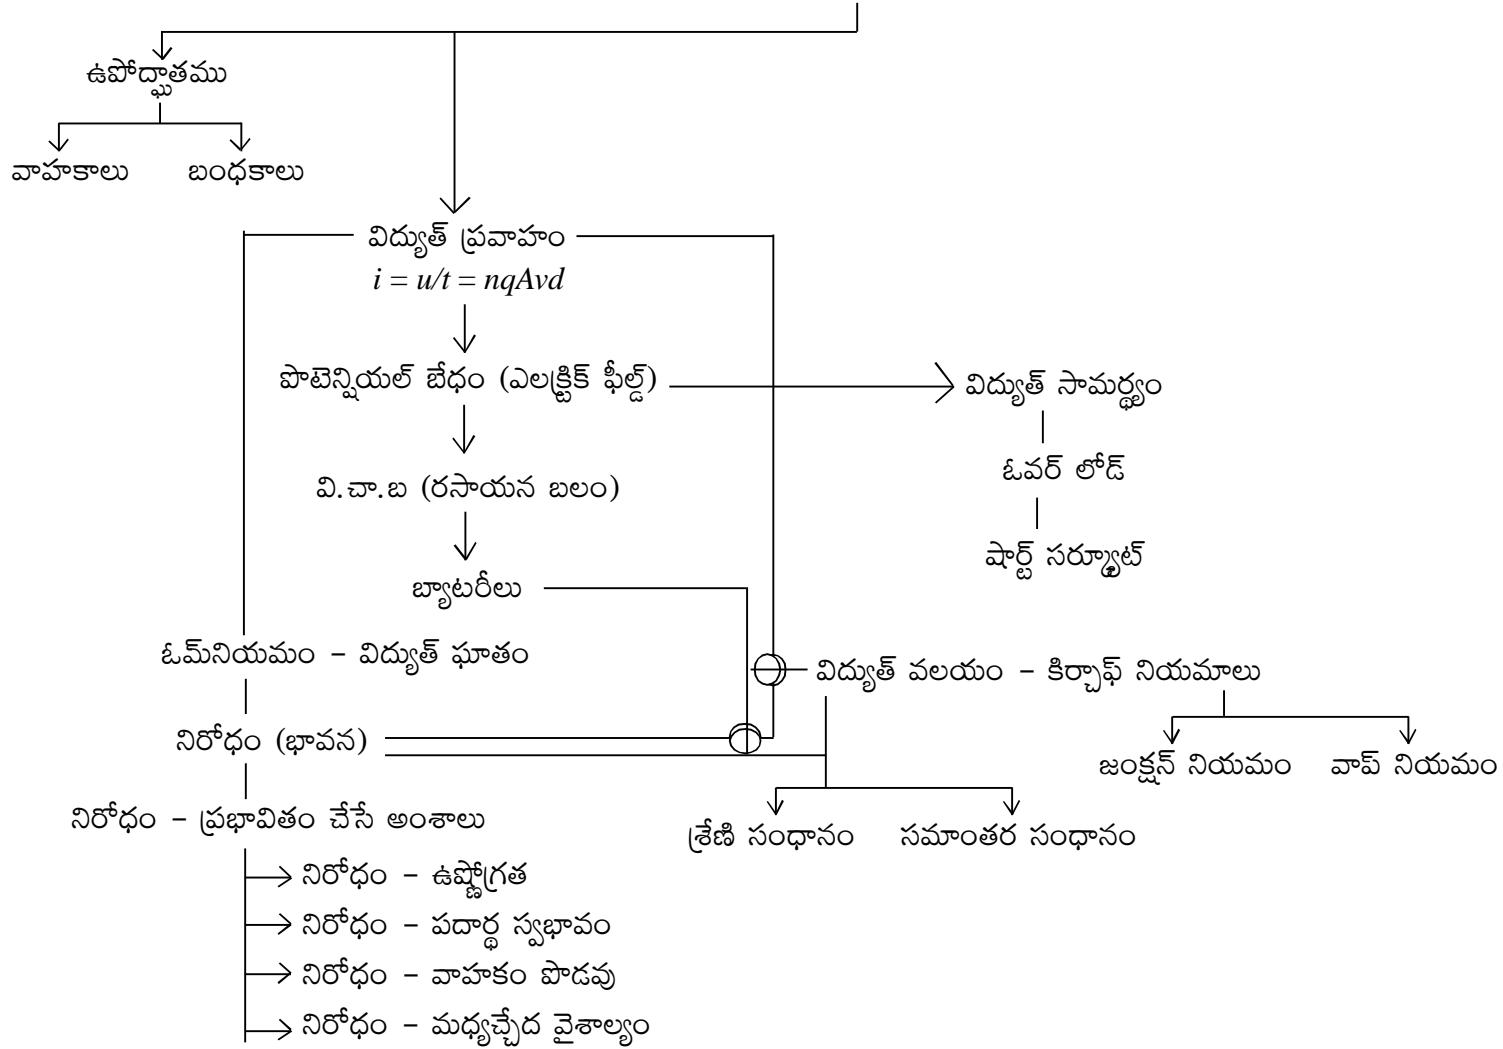 ఉపోద్ఘాతము
వాహకాలు
బంధకాలు
విద్యుత్ ప్రవాహం
i = u/t = nqAvd
పొటెన్షియల్ బేధం (ఎలక్ట్రిక్ ఫీల్డ్)
విద్యుత్ సామర్థ్యం
ఓవర్ లోడ్
వి.చా.బ (రసాయన బలం)
షార్ట్ సర్క్యూట్
బ్యాటరీలు
ఓమ్‌నియమం – విద్యుత్ ఘాతం
విద్యుత్ వలయం – కిర్చాఫ్ నియమాలు
నిరోధం (భావన)
జంక్షన్ నియమం
వాప్ నియమం
నిరోధం – ప్రభావితం చేసే అంశాలు
శ్రేణి సంధానం
సమాంతర సంధానం
నిరోధం – ఉష్ణోగ్రత
నిరోధం – పదార్థ స్వభావం
నిరోధం – వాహకం పొడవు
నిరోధం – మధ్యచ్ఛేద వైశాల్యం